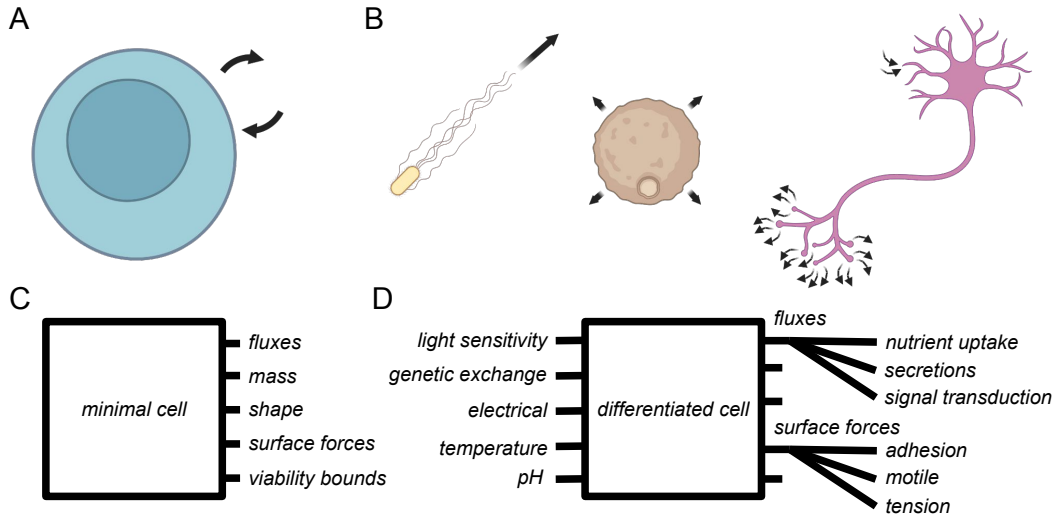 A
B
C
minimal cell
fluxes
mass
shape
surface forces
viability bounds
D
light sensitivity
genetic exchange
electrical
temperature
pH
differentiated cell
fluxes
nutrient uptake
secretions
signal transduction
surface forces
adhesion
motile
tension